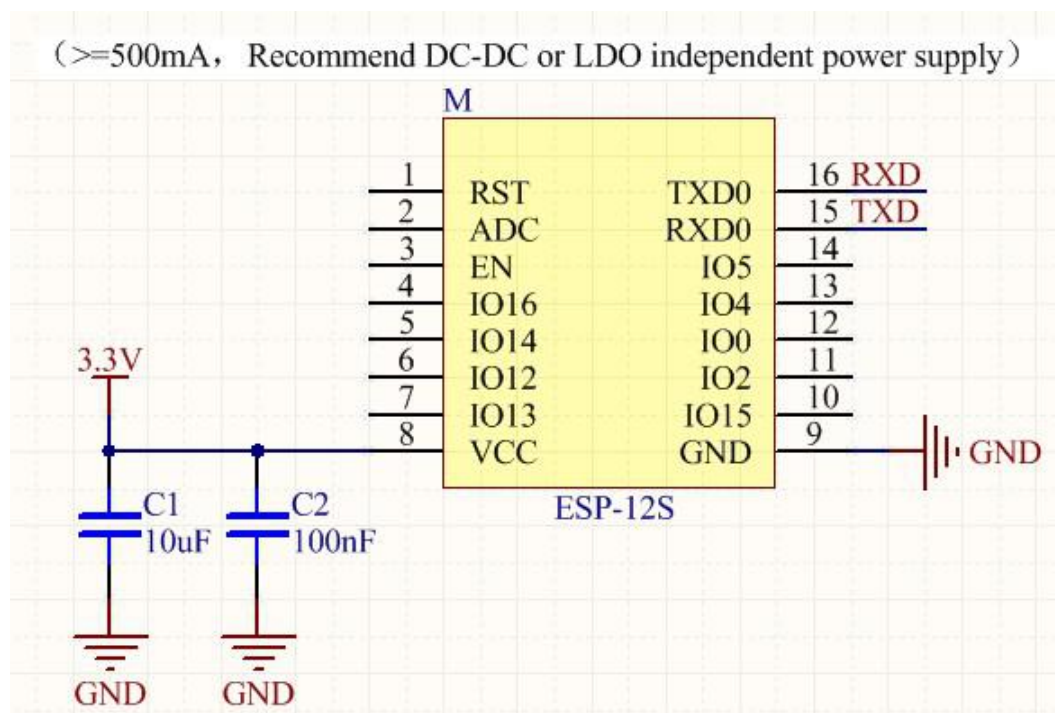 （>=500mA， Recommend DC-DC or LDO independent power supply）
M
1 RST TXD0 16 RXD
2 ADC RXD0 15 TXD
3 EN IO5 14
4 IO16 IO4 13
5 IO14 IO0 12
6 IO12 IO2 11
7 IO13 IO15 10
8 VCC GND 9 GND
3.3V
ESP-12S
C1 C2
10uF 100nF
GND GND